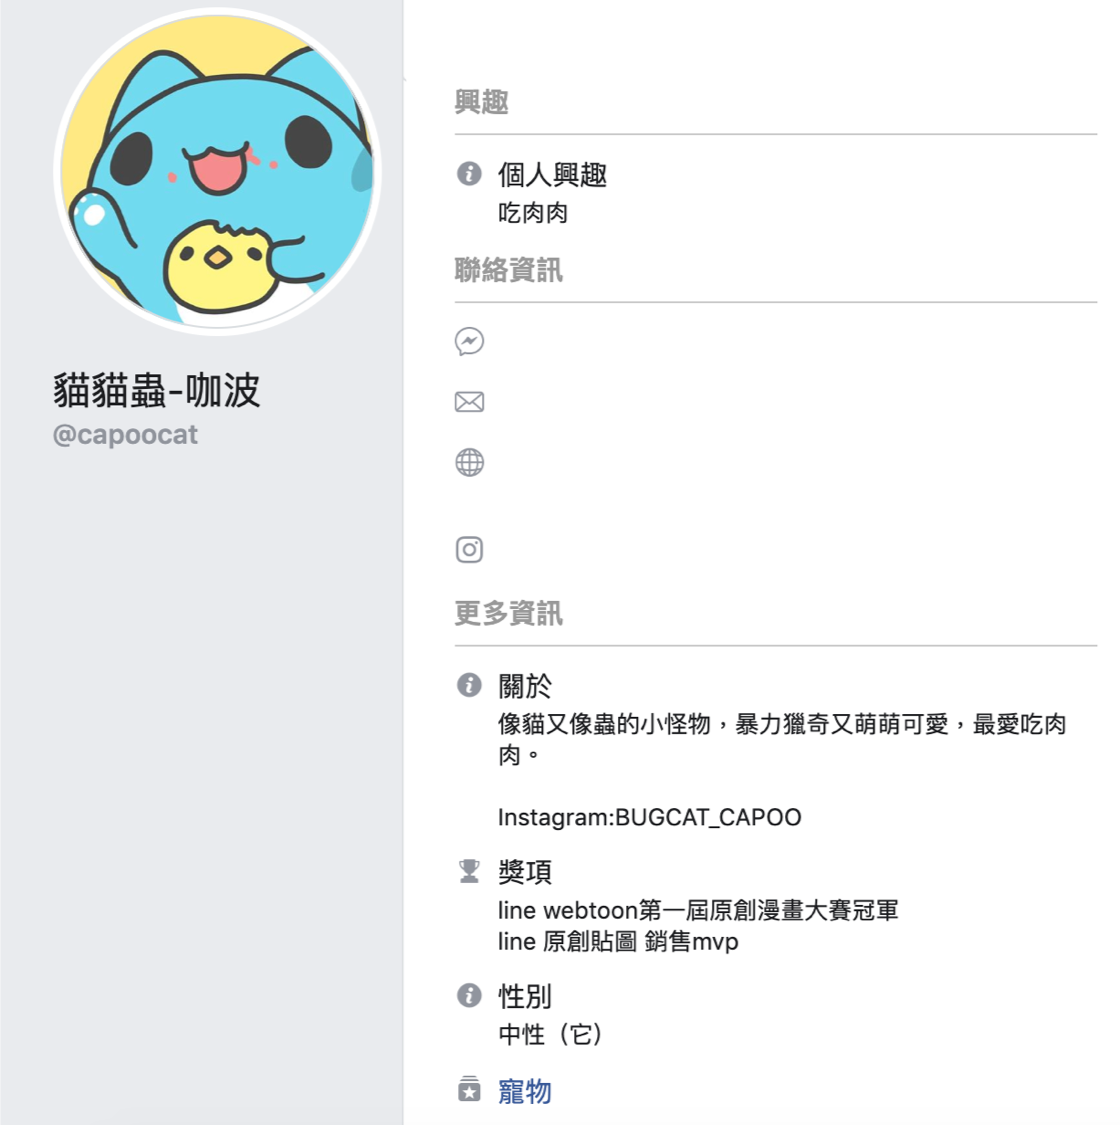 貓貓蟲-咖波
@capoocat
興趣
個人興趣
吃肉肉
聯絡資訊
更多資訊
關於
像貓又像蟲的小怪物，暴力獵奇又萌萌可愛，最愛吃肉
肉。
Instagram:BUGCAT_CAPOO
獎項
line webtoon第一屆原創漫畫大賽冠軍
line 原創貼圖 銷售mvp
性別
中性（它）
寵物